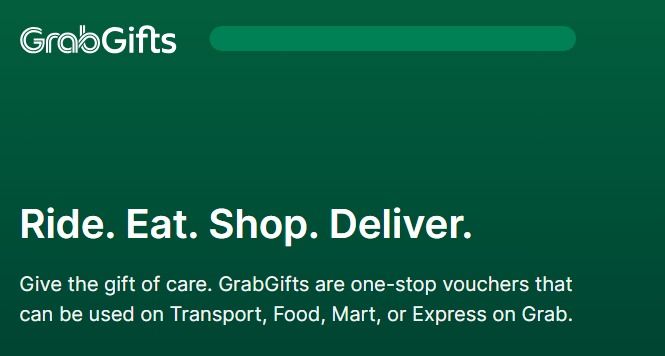 GrabGifts
Ride. Eat. Shop. Deliver.
Give the gift of care. GrabGifts are one-stop vouchers that
can be used on Transport, Food, Mart, or Express on Grab.